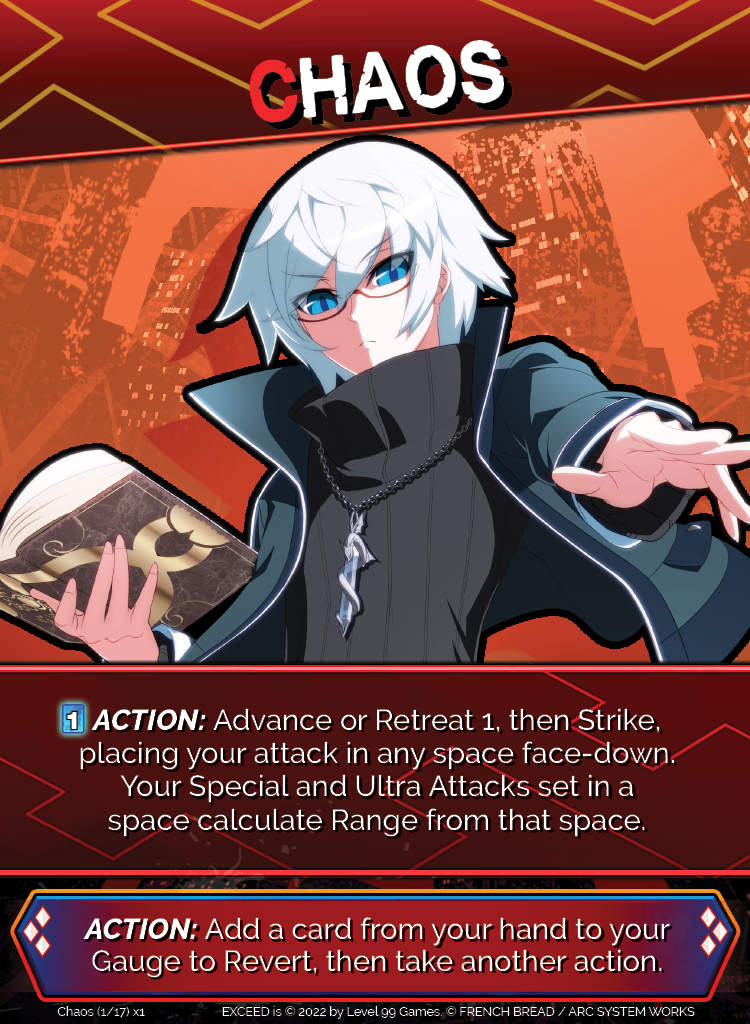 CHAOS
1 ACTION: Advance or Retreat 1, then Strike,
placing your attack in any space face-down.
Your Special and Ultra Attacks set in a
space calculate Range from that space.
ACTION: Add a card from your hand to your
Gauge to Revert, then take another action.
Chaos (1/17) x1 EXCEED is © 2022 by Level 99 Games. © FRENCH BREAD / ARC SYSTEM WORKS